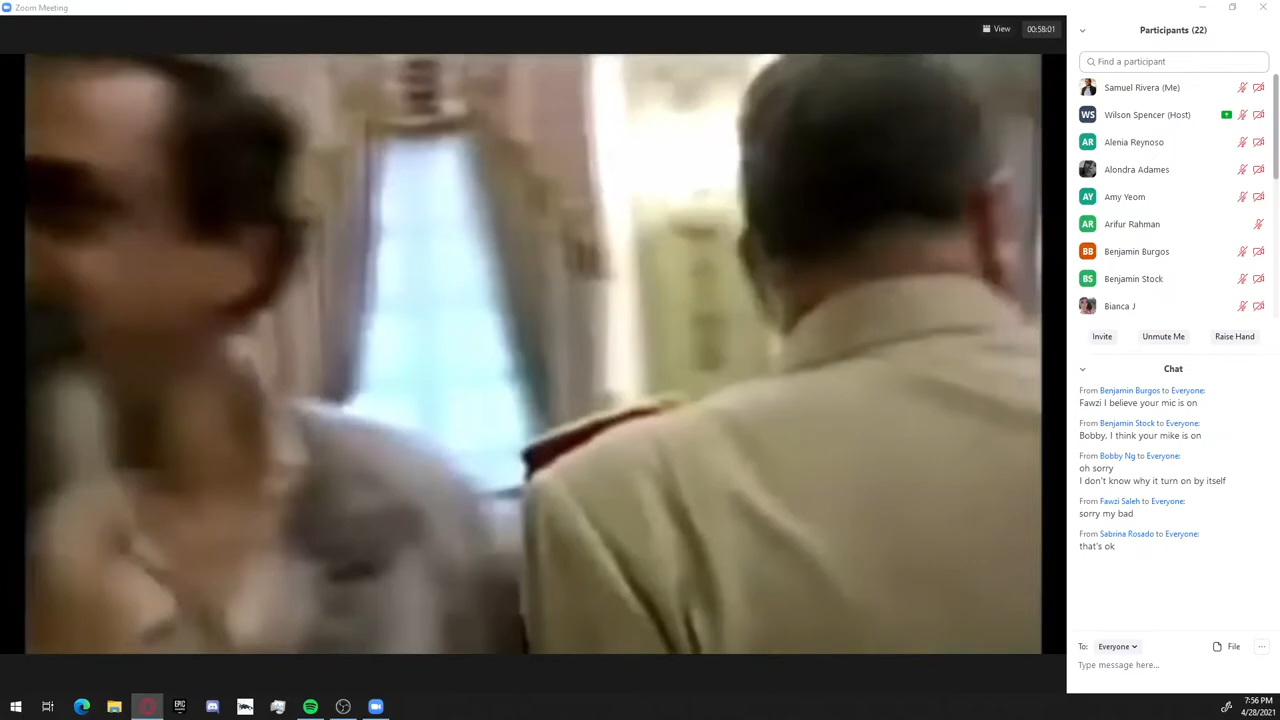 Zoom Meeting
View
00:58:01
Participants (22)
Find a participant
Samuel Rivera (Me)
WS Wilson Spencer (Host)
AR Alenia Reynoso
Alondra Adames
AY Amy Yeom
AR Arifur Rahman
BB Benjamin Burgos
BS Benjamin Stock
Bianca J
Invite Unmute Me Raise Hand
Chat
From Benjamin Burgos to Everyone:
Fawzi I believe your mic is on
From Benjamin Stock to Everyone:
Bobby, I think your mike is on
From Bobby Ng to Everyone:
oh sorry
I don't know why it turn on by itself
From Fawzi Saleh to Everyone:
sorry my bad
From Sabrina Rosado to Everyone:
that's ok
To: Everyone File
Type message here...
EPIC
7:56 PM
4/28/2021